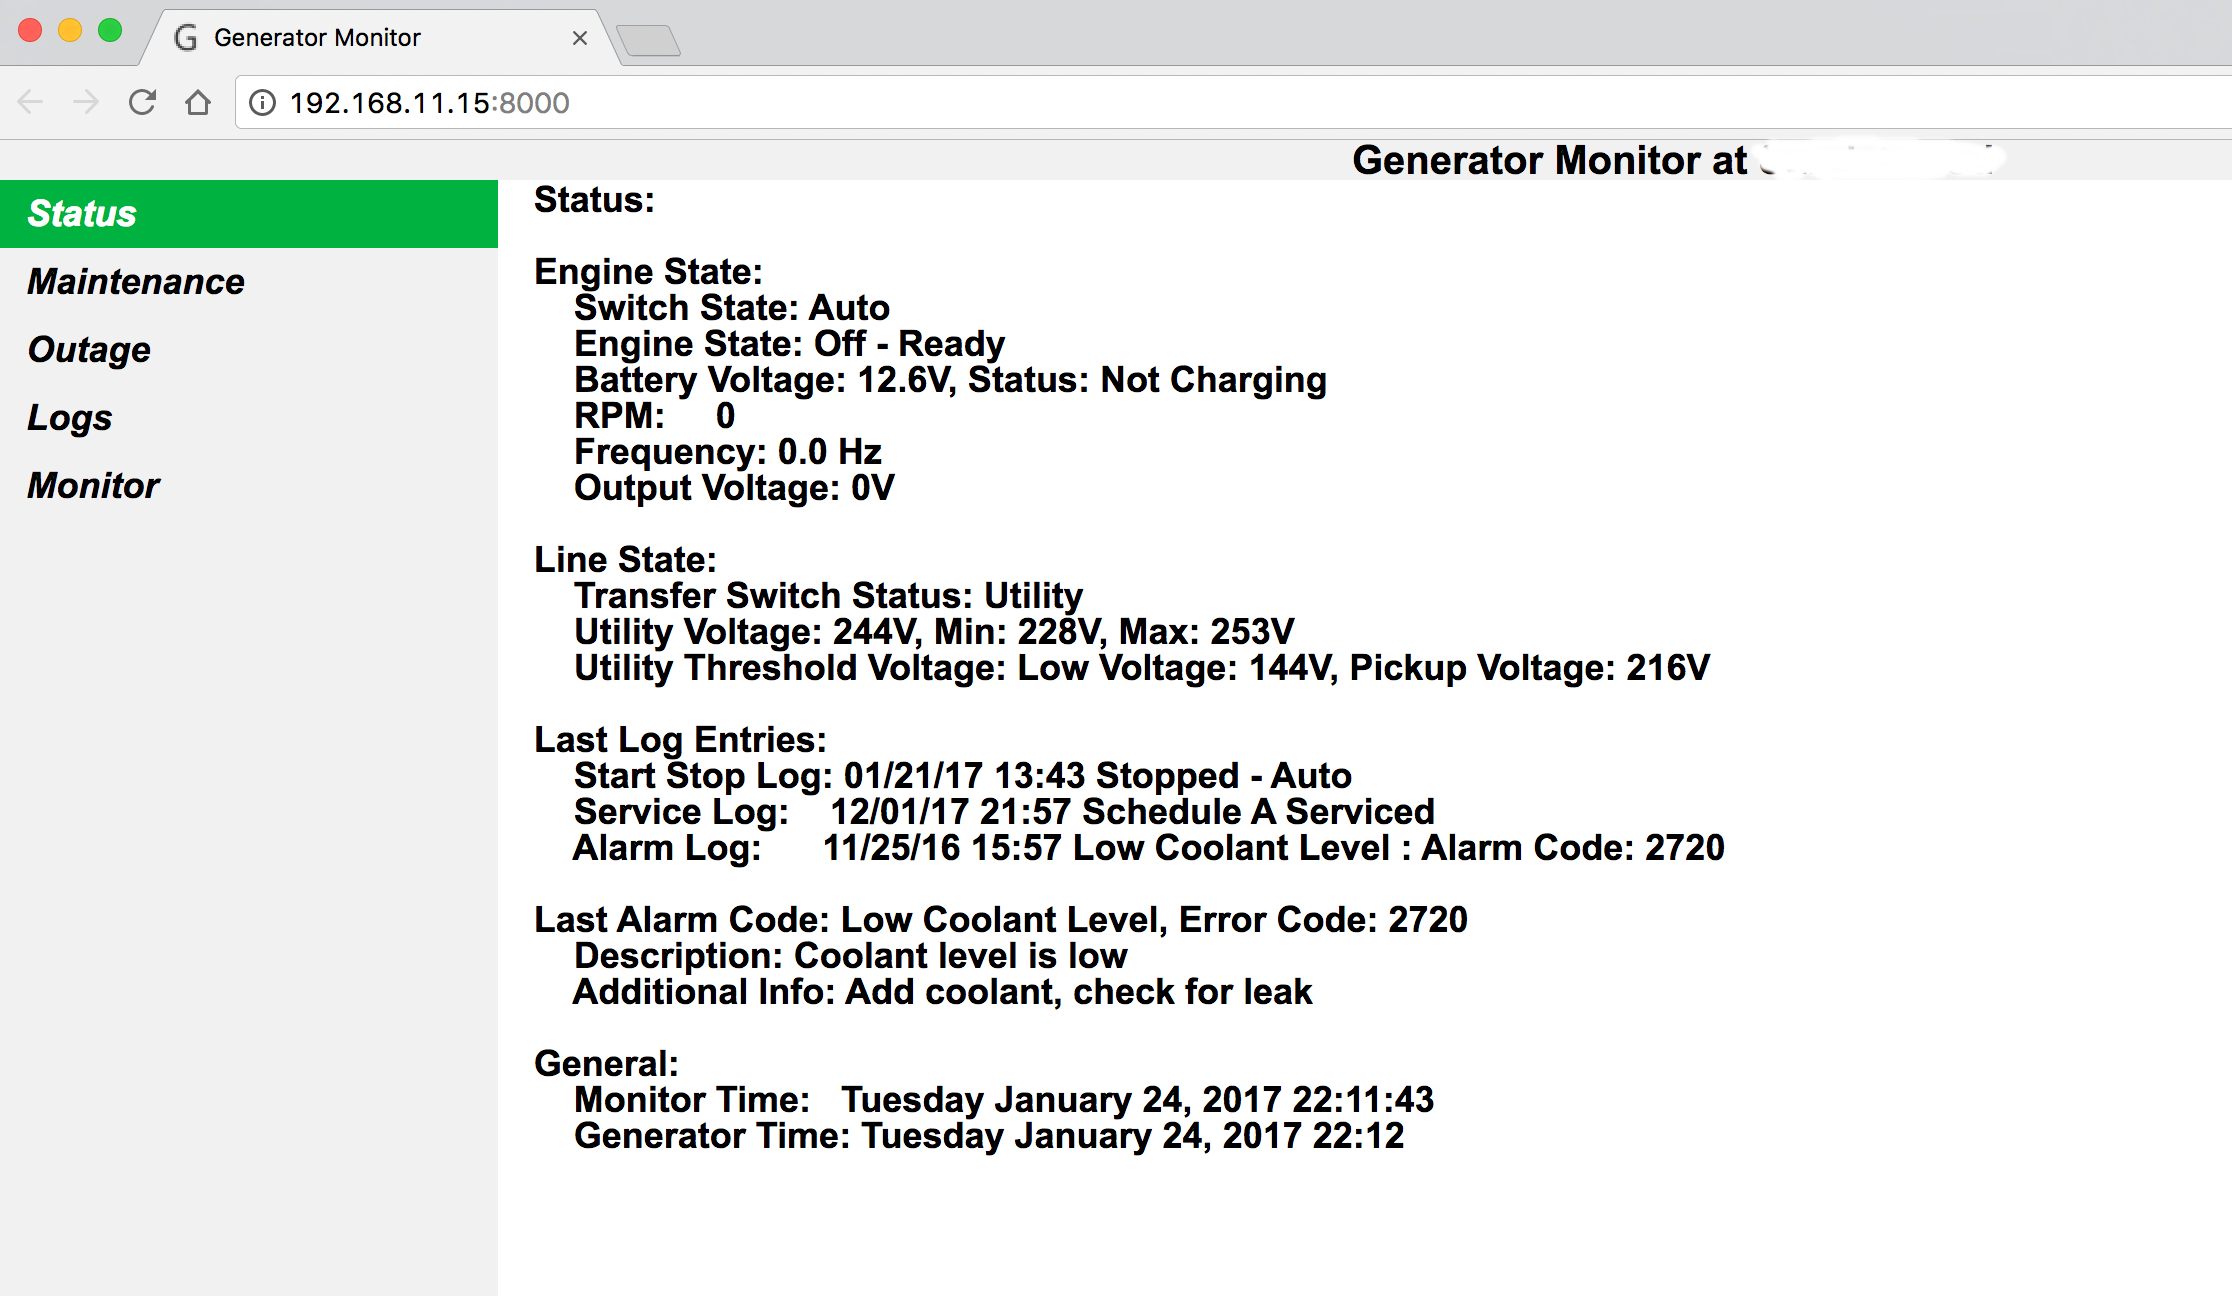 Generator Monitor
192.168.11.15:8000
Generator Monitor at
Status
Maintenance
Outage
Logs
Monitor
Status:
Engine State:
Switch State: Auto
Engine State: Off - Ready
Battery Voltage: 12.6V, Status: Not Charging
RPM: 0
Frequency: 0.0 Hz
Output Voltage: 0V
Line State:
Transfer Switch Status: Utility
Utility Voltage: 244V, Min: 228V, Max: 253V
Utility Threshold Voltage: Low Voltage: 144V, Pickup Voltage: 216V
Last Log Entries:
Start Stop Log: 01/21/17 13:43 Stopped - Auto
Service Log: 12/01/17 21:57 Schedule A Serviced
Alarm Log: 11/25/16 15:57 Low Coolant Level : Alarm Code: 2720
Last Alarm Code: Low Coolant Level, Error Code: 2720
Description: Coolant level is low
Additional Info: Add coolant, check for leak
General:
Monitor Time: Tuesday January 24, 2017 22:11:43
Generator Time: Tuesday January 24, 2017 22:12